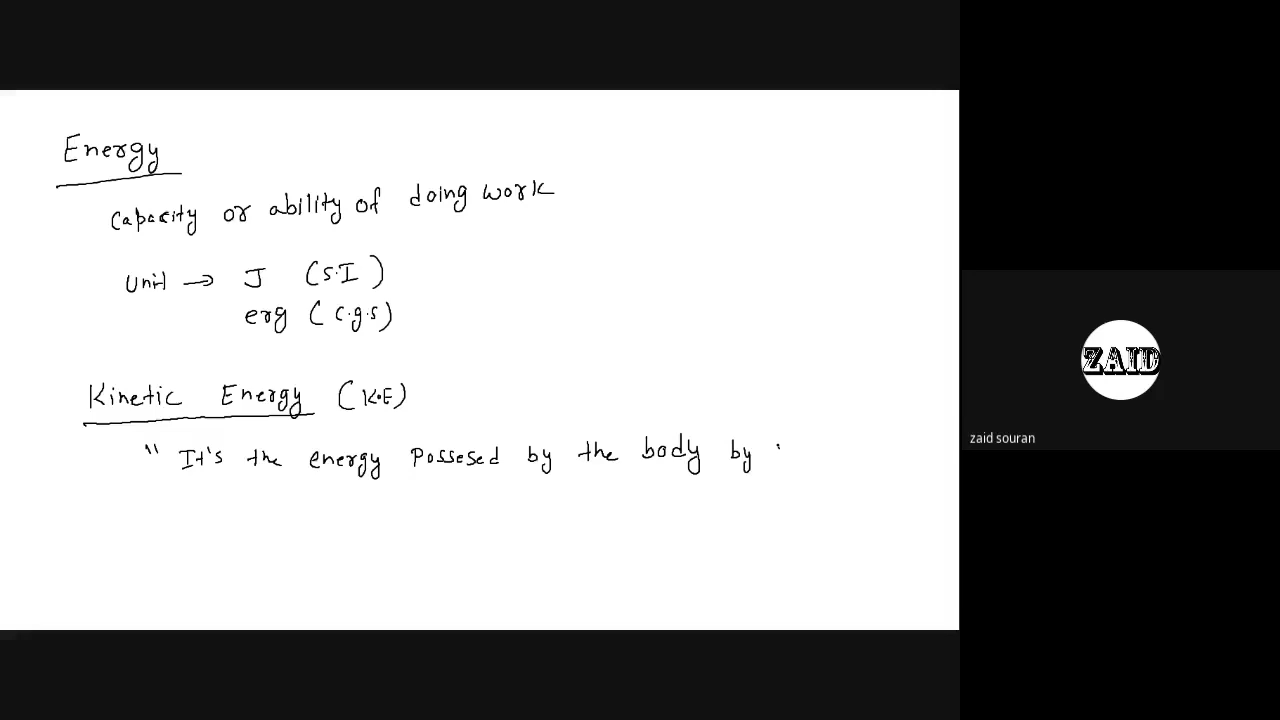 Energy
Capacity or ability of doing work
Unit → J (S.I)
erg (C.g.s)
Kinetic Energy (K.E)
" It's the energy Possesed by the body by
ZAID
zaid souran